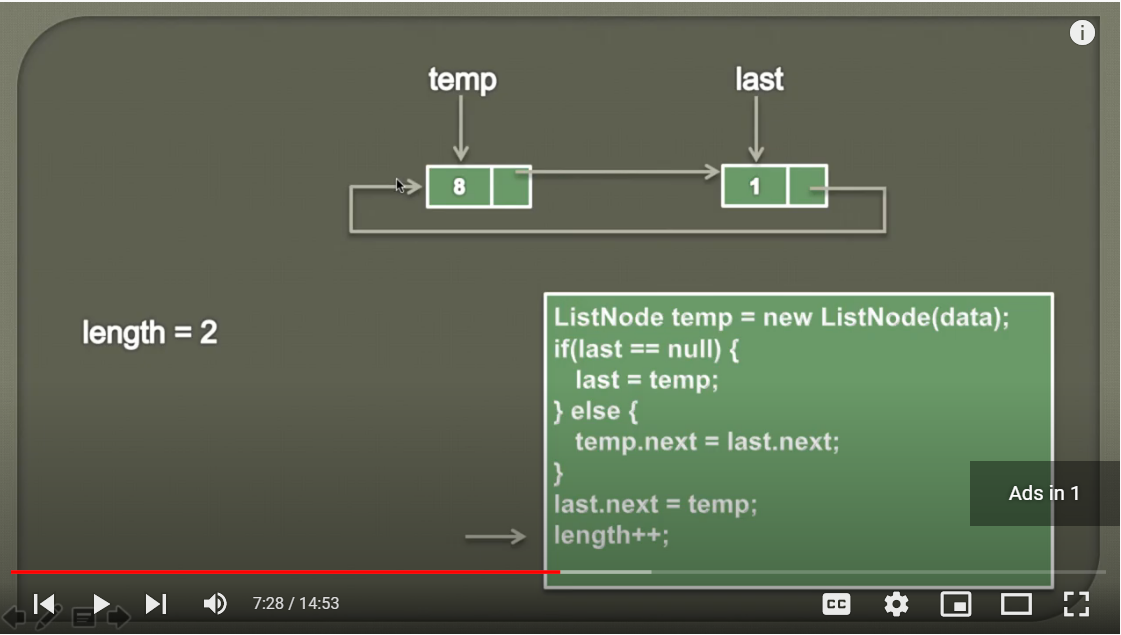 i
temp last
8 1
length = 2
ListNode temp = new ListNode(data);
if(last == null) {
last = temp;
} else {
temp.next = last.next;
}
last.next = temp;
length++;
Ads in 1
7:28 / 14:53
CC